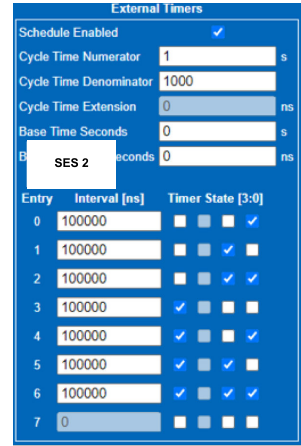 External Timers
Schedule Enabled
Cycle Time Numerator 1 s
Cycle Time Denominator 1000
Cycle Time Extension 0 ns
Base Time Seconds 0 s
B SES 2 econds 0 ns
Entry Interval [ns] Timer State [3:0]
0 100000
1 100000
2 100000
3 100000
4 100000
5 100000
6 100000
7 0